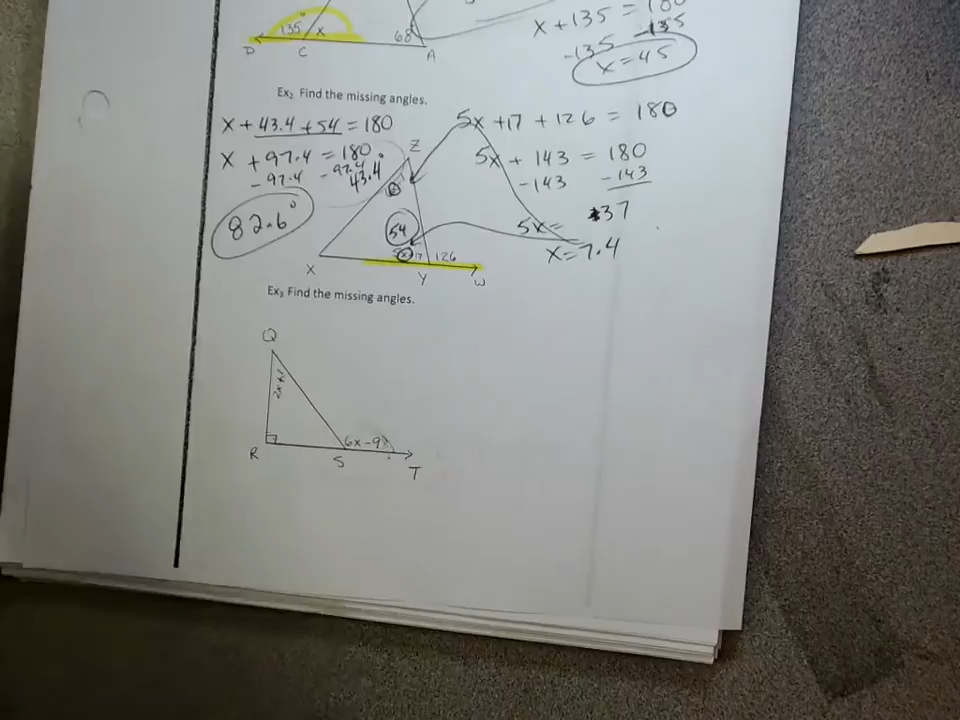 135° x
68
D C A
x + 135 = 180
-135 -135
x = 45
Ex2 Find the missing angles.
x + 43.4 + 54 = 180
x + 97.4 = 180
-97.4 -97.4
82.6°
5x + 17 + 126 = 180
5x + 143 = 180
-143 -143
5x = 37
x = 7.4
Z
43.4°
54
126
X Y W
Ex3 Find the missing angles.
Q
6x-9
R S T